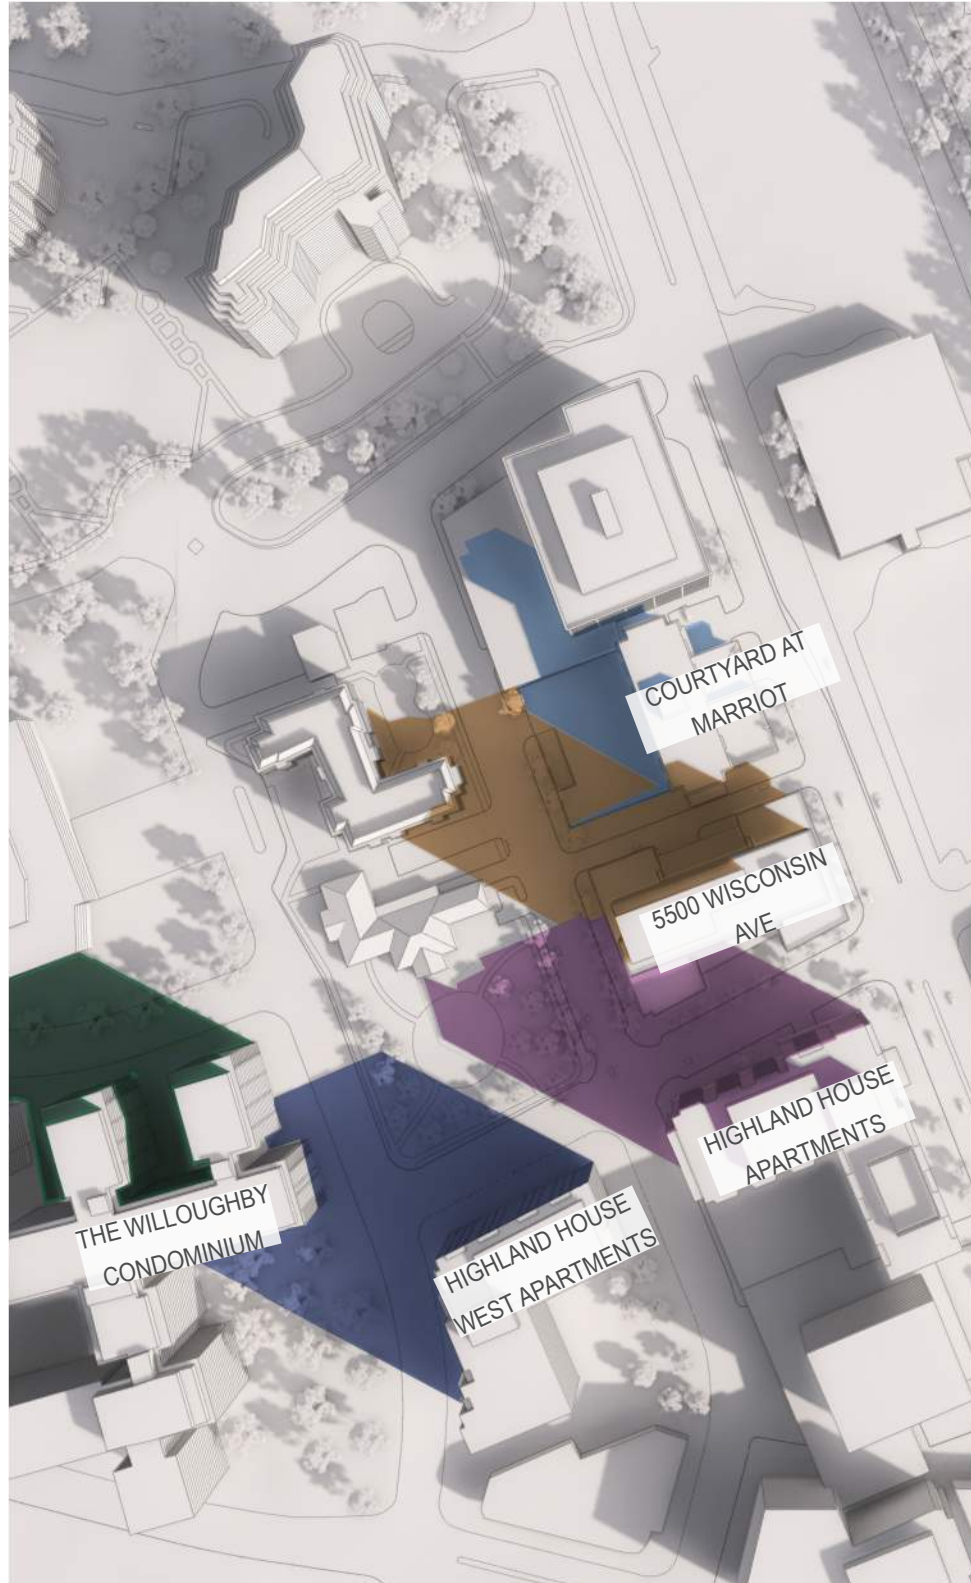 COURTYARD AT
MARRIOT
5500 WISCONSIN
AVE
HIGHLAND HOUSE
APARTMENTS
THE WILLOUGHBY
CONDOMINIUM
HIGHLAND HOUSE
WEST APARTMENTS